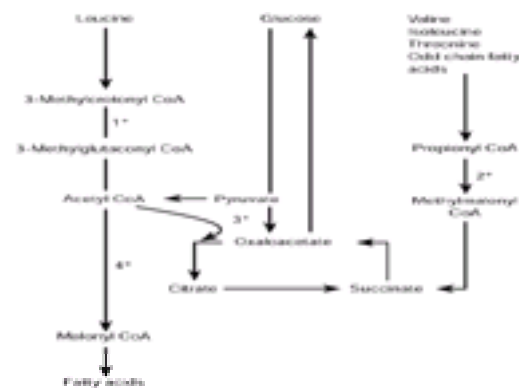 Leucine
Glucose
Valine
Isoleucine
Threonine
Odd chain fatty
acids
3-Methylcrotonyl CoA
1*
3-Methylglutaconyl CoA
Propionyl CoA
2*
Acetyl CoA
Pyruvate
Methylmalonyl
CoA
3*
Oxaloacetate
4*
Citrate
Succinate
Malonyl CoA
Fatty acids